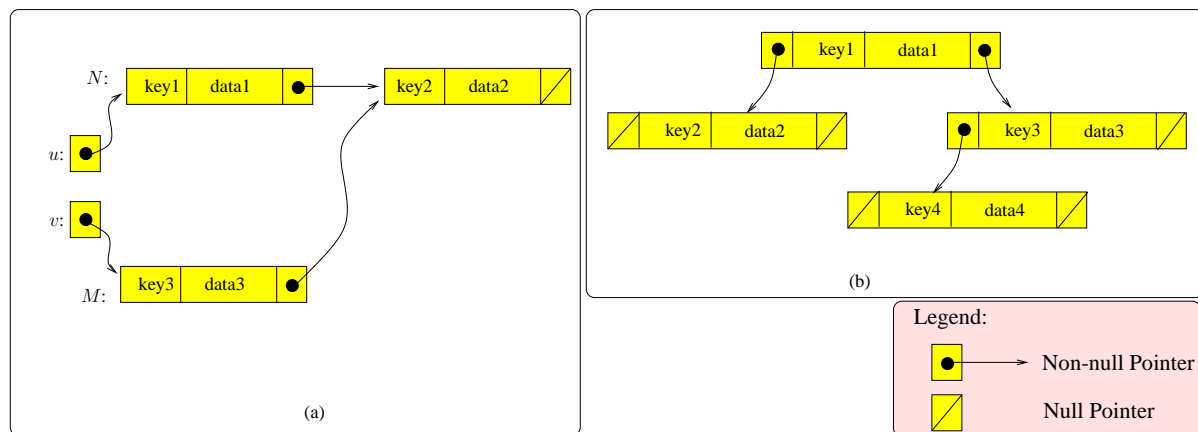 N: key1 data1 key2 data2
u:
v:
key3 data3
M:
(a)
key1 data1
key2 data2 key3 data3
key4 data4
(b)
Legend:
Non-null Pointer
Null Pointer